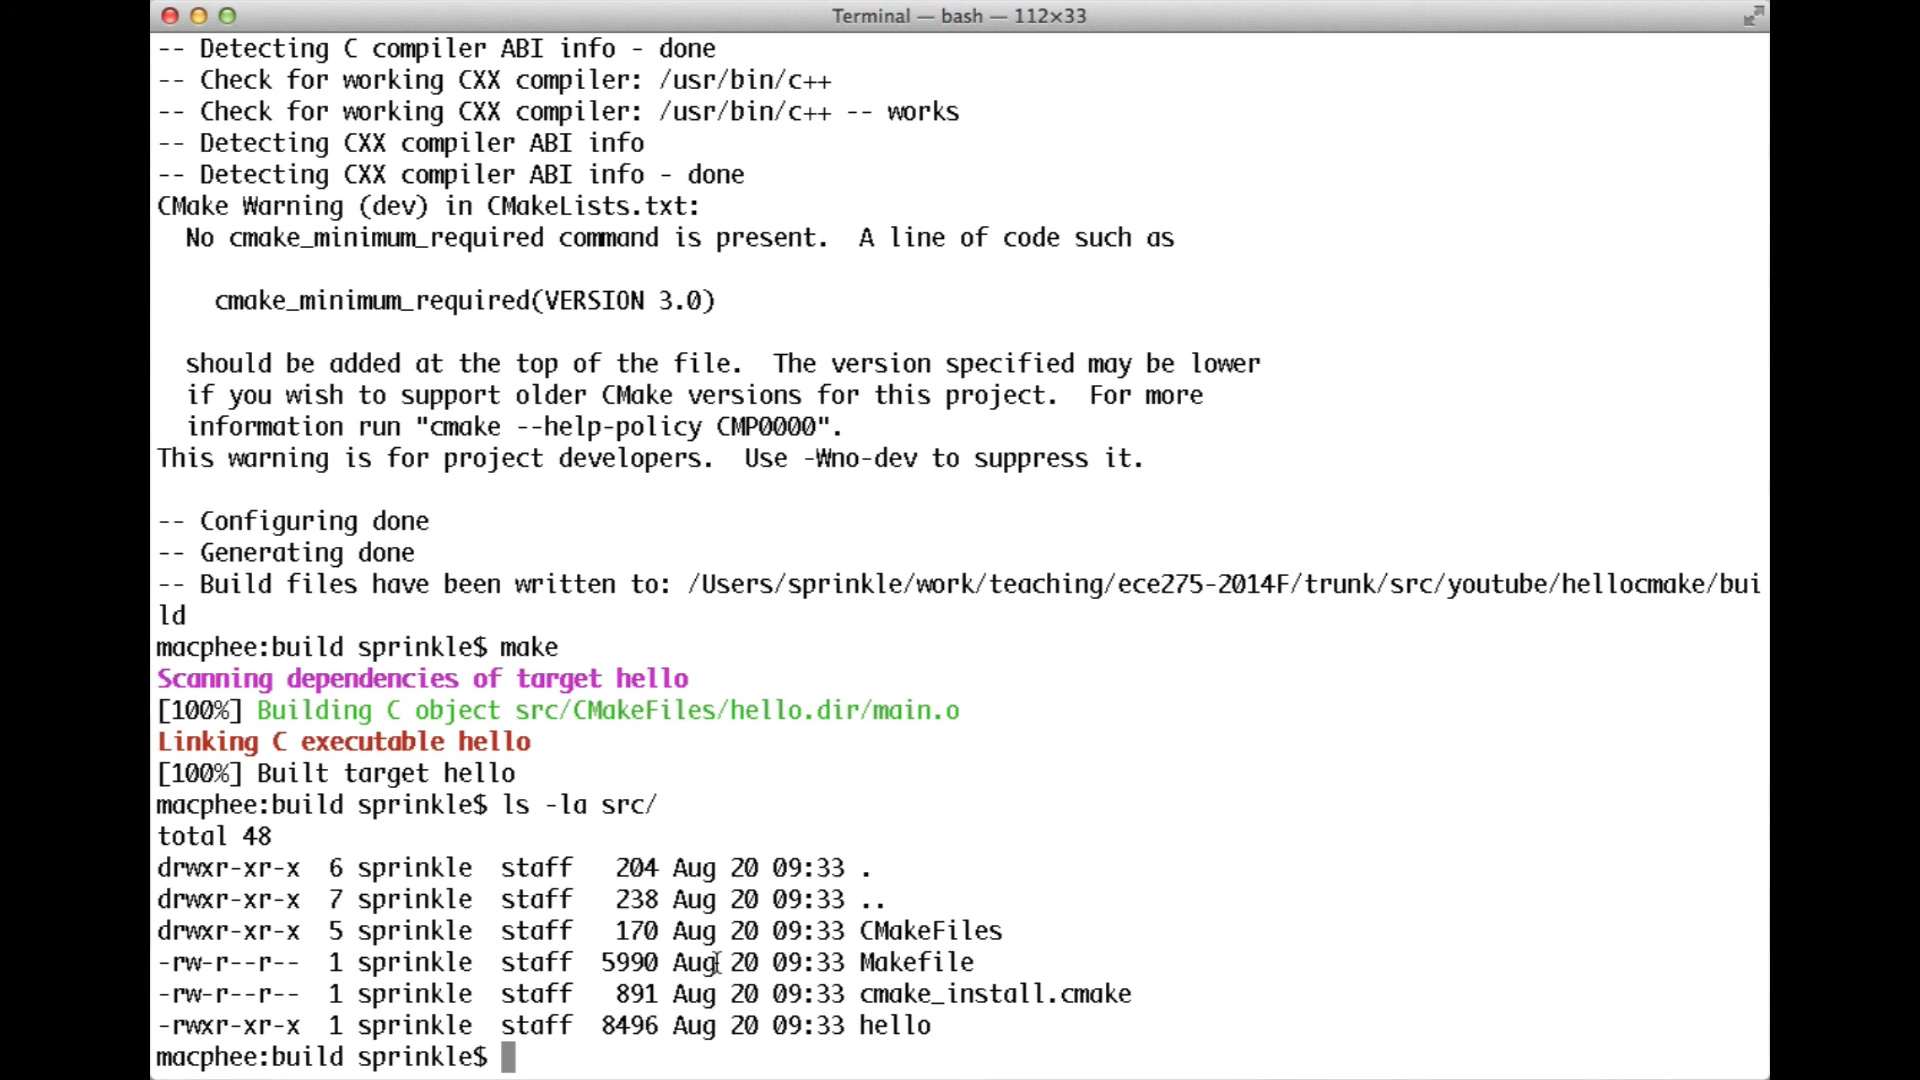 Terminal — bash — 112×33
-- Detecting C compiler ABI info - done
-- Check for working CXX compiler: /usr/bin/c++
-- Check for working CXX compiler: /usr/bin/c++ -- works
-- Detecting CXX compiler ABI info
-- Detecting CXX compiler ABI info - done
CMake Warning (dev) in CMakeLists.txt:
  No cmake_minimum_required command is present.  A line of code such as
    cmake_minimum_required(VERSION 3.0)
  should be added at the top of the file.  The version specified may be lower
  if you wish to support older CMake versions for this project.  For more
  information run "cmake --help-policy CMP0000".
This warning is for project developers.  Use -Wno-dev to suppress it.
-- Configuring done
-- Generating done
-- Build files have been written to: /Users/sprinkle/work/teaching/ece275-2014F/trunk/src/youtube/hellocmake/bui
ld
macphee:build sprinkle$ make
Scanning dependencies of target hello
[100%] Building C object src/CMakeFiles/hello.dir/main.o
Linking C executable hello
[100%] Built target hello
macphee:build sprinkle$ ls -la src/
total 48
drwxr-xr-x  6 sprinkle  staff   204 Aug 20 09:33 .
drwxr-xr-x  7 sprinkle  staff   238 Aug 20 09:33 ..
drwxr-xr-x  5 sprinkle  staff   170 Aug 20 09:33 CMakeFiles
-rw-r--r--  1 sprinkle  staff  5990 Aug 20 09:33 Makefile
-rw-r--r--  1 sprinkle  staff   891 Aug 20 09:33 cmake_install.cmake
-rwxr-xr-x  1 sprinkle  staff  8496 Aug 20 09:33 hello
macphee:build sprinkle$